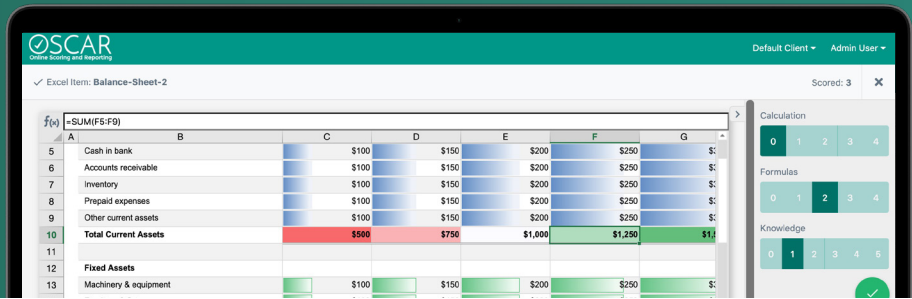 OSCAR
Online Scoring and Reporting
Default Client
Admin User
Excel Item: Balance-Sheet-2
Scored: 3
f(x) =SUM(F5:F9)
A B C D E F G
5 Cash in bank $100 $150 $200 $250
6 Accounts receivable $100 $150 $200 $250
7 Inventory $100 $150 $200 $250
8 Prepaid expenses $100 $150 $200 $250
9 Other current assets $100 $150 $200 $250
10 Total Current Assets $500 $750 $1,000 $1,250
11
12 Fixed Assets
13 Machinery & equipment $100 $150 $200 $250
Calculation
0 1 2 3 4
Formulas
0 1 2 3 4
Knowledge
0 1 2 3 4 5